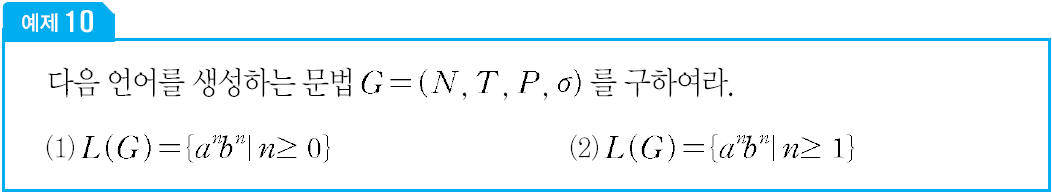 예제 10
다음 언어를 생성하는 문법 G=(N, T, P, σ) 를 구하여라.
(1) L(G)={aⁿbⁿ| n≥ 0} (2) L(G)={aⁿbⁿ| n≥ 1}